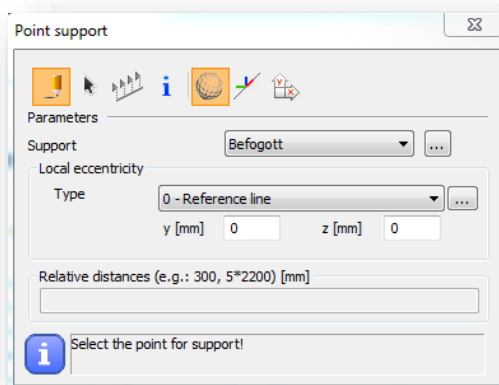 Point support
Parameters
Support
Befogott
...
Local eccentricity
Type
0 - Reference line
...
y [mm]
0
z [mm]
0
Relative distances (e.g.: 300, 5*2200) [mm]
Select the point for support!